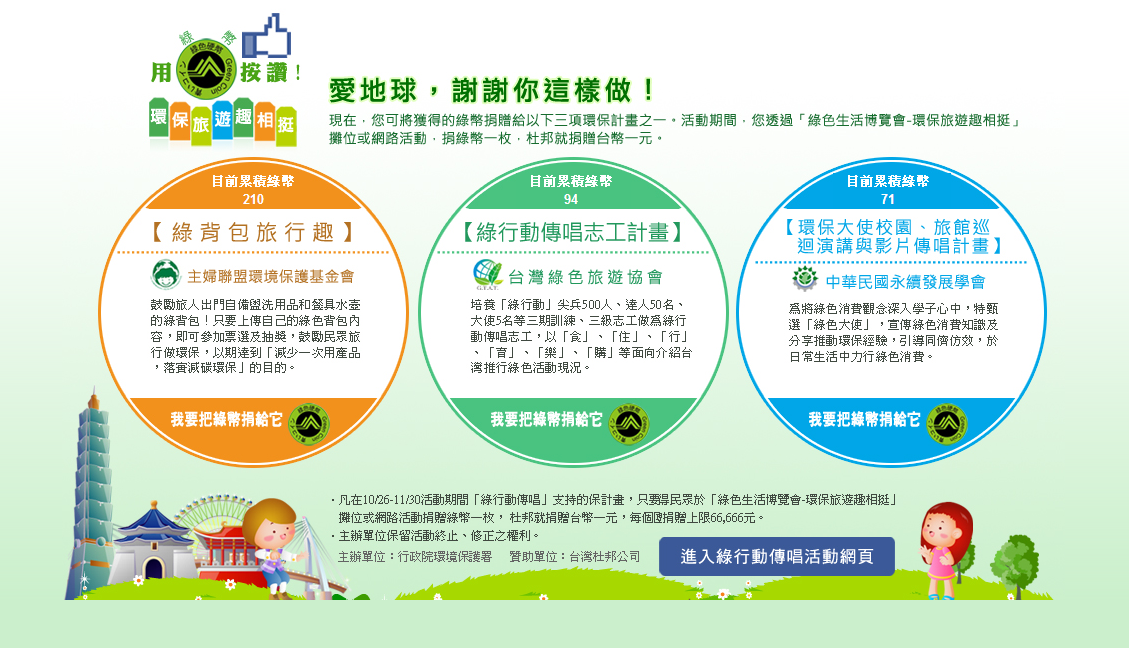 綠 幣
綠色硬幣
Green Coin
用 按讚！
環保旅遊趣相挺
愛地球，謝謝你這樣做！
現在，您可將獲得的綠幣捐贈給以下三項環保計畫之一。活動期間，您透過「綠色生活博覽會-環保旅遊趣相挺」
攤位或網路活動，捐綠幣一枚，杜邦就捐贈台幣一元。
目前累積綠幣
210
【綠背包旅行趣】
主婦聯盟環境保護基金會
鼓勵旅人出門自備盥洗用品和餐具水壺
的綠背包！只要上傳自己的綠色背包內
容，即可參加票選及抽獎，鼓勵民眾旅
行做環保，以期達到「減少一次用產品
，落實減碳環保」的目的。
我要把綠幣捐給它
目前累積綠幣
94
【綠行動傳唱志工計畫】
G.T.A.T.
台灣綠色旅遊協會
培養「綠行動」尖兵500人、達人50名、
大使5名等三期訓練、三級志工做為綠行
動傳唱志工，以「食」、「住」、「行」
、「育」、「樂」、「購」等面向介紹台
灣推行綠色活動現況。
我要把綠幣捐給它
目前累積綠幣
71
【環保大使校園、旅館巡
迴演講與影片傳唱計畫】
中華民國永續發展學會
為將綠色消費觀念深入學子心中，特甄
選「綠色大使」，宣傳綠色消費知識及
分享推動環保經驗，引導同儕仿效，於
日常生活中力行綠色消費。
我要把綠幣捐給它
‧凡在10/26-11/30活動期間「綠行動傳唱」支持的保計畫，只要得民眾於「綠色生活博覽會-環保旅遊趣相挺」
攤位或網路活動捐贈綠幣一枚， 杜邦就捐贈台幣一元，每個團捐贈上限66,666元。
‧主辦單位保留活動終止、修正之權利。
主辦單位：行政院環境保護署 贊助單位：台灣杜邦公司
進入綠行動傳唱活動網頁